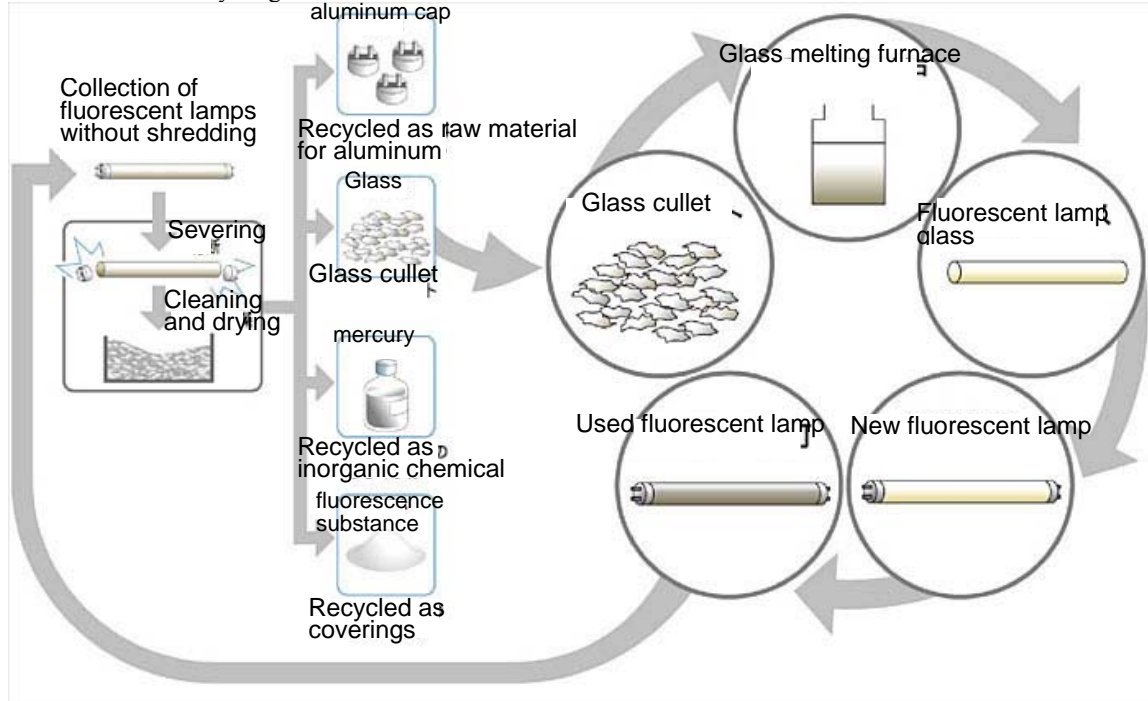 aluminum cap
Collection of
fluorescent lamps
without shredding
Recycled as raw material
for aluminum
Severing
Cleaning
and drying
Glass
Glass cullet
mercury
Recycled as
inorganic chemical
fluorescence
substance
Recycled as
coverings
Glass cullet
Glass melting furnace
Fluorescent lamp
glass
New fluorescent lamp
Used fluorescent lamp